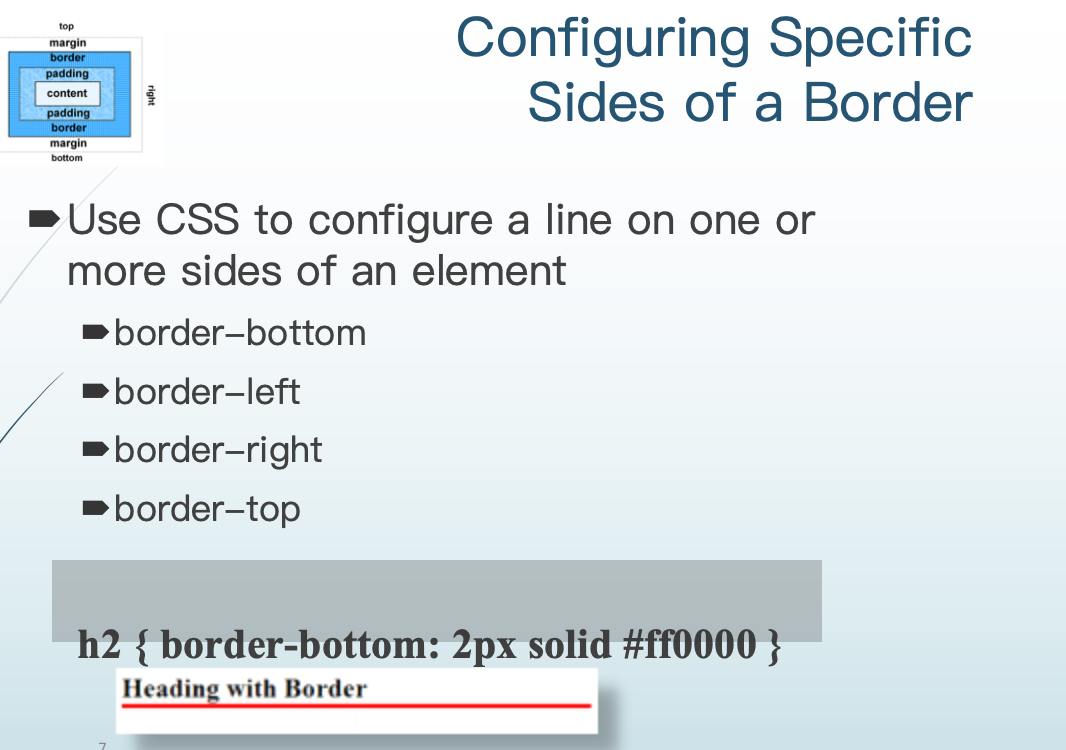 top
margin
border
padding
content
padding
border
margin
bottom
right
Configuring Specific
Sides of a Border
Use CSS to configure a line on one or
more sides of an element
border-bottom
border-left
border-right
border-top
h2 { border-bottom: 2px solid #ff0000 }
Heading with Border
7